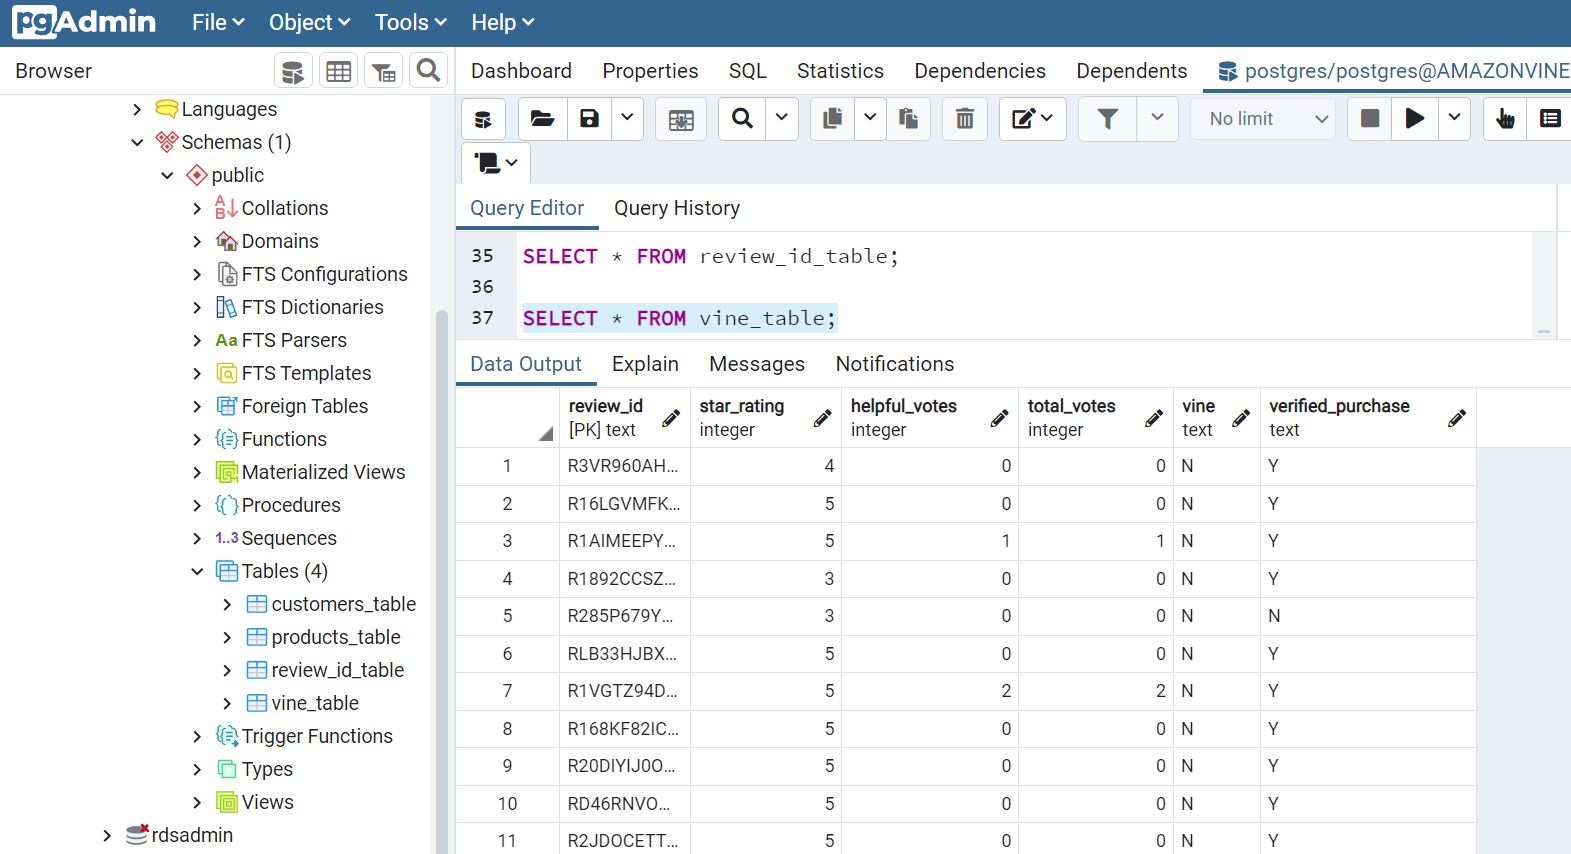 pgAdmin File Object Tools Help
Browser
Dashboard Properties SQL Statistics Dependencies Dependents postgres/postgres@AMAZONVINE
No limit
Languages
Schemas (1)
public
Collations
Domains
FTS Configurations
FTS Dictionaries
Aa FTS Parsers
FTS Templates
Foreign Tables
Functions
Materialized Views
Procedures
1..3 Sequences
Tables (4)
customers_table
products_table
review_id_table
vine_table
Trigger Functions
Types
Views
rdsadmin
Query Editor Query History
35 SELECT * FROM review_id_table;
36
37 SELECT * FROM vine_table;
Data Output Explain Messages Notifications
review_id star_rating helpful_votes total_votes vine verified_purchase
[PK] text integer integer integer text text
1 R3VR960AH... 4 0 0 N Y
2 R16LGVMFK... 5 0 0 N Y
3 R1AIMEEPY... 5 1 1 N Y
4 R1892CCSZ... 3 0 0 N Y
5 R285P679Y... 3 0 0 N N
6 RLB33HJBX... 5 0 0 N Y
7 R1VGTZ94D... 5 2 2 N Y
8 R168KF82IC... 5 0 0 N Y
9 R20DIYIJ0O... 5 0 0 N Y
10 RD46RNVO... 5 0 0 N Y
11 R2JDOCETT... 5 0 0 N Y